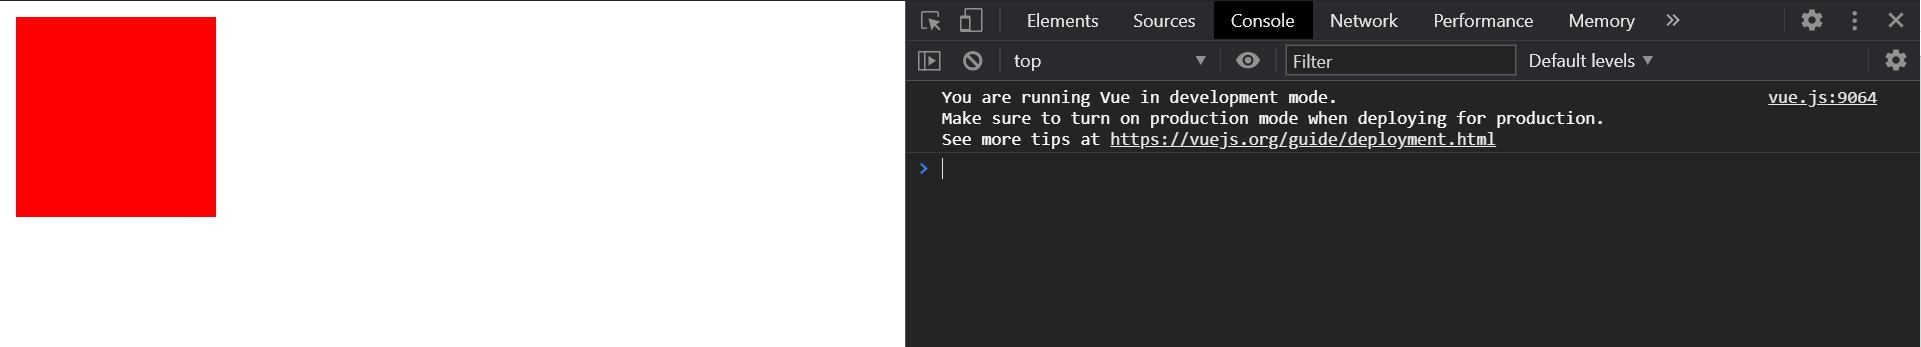 Elements Sources Console Network Performance Memory
top Filter Default levels
You are running Vue in development mode. vue.js:9064
Make sure to turn on production mode when deploying for production.
See more tips at https://vuejs.org/guide/deployment.html